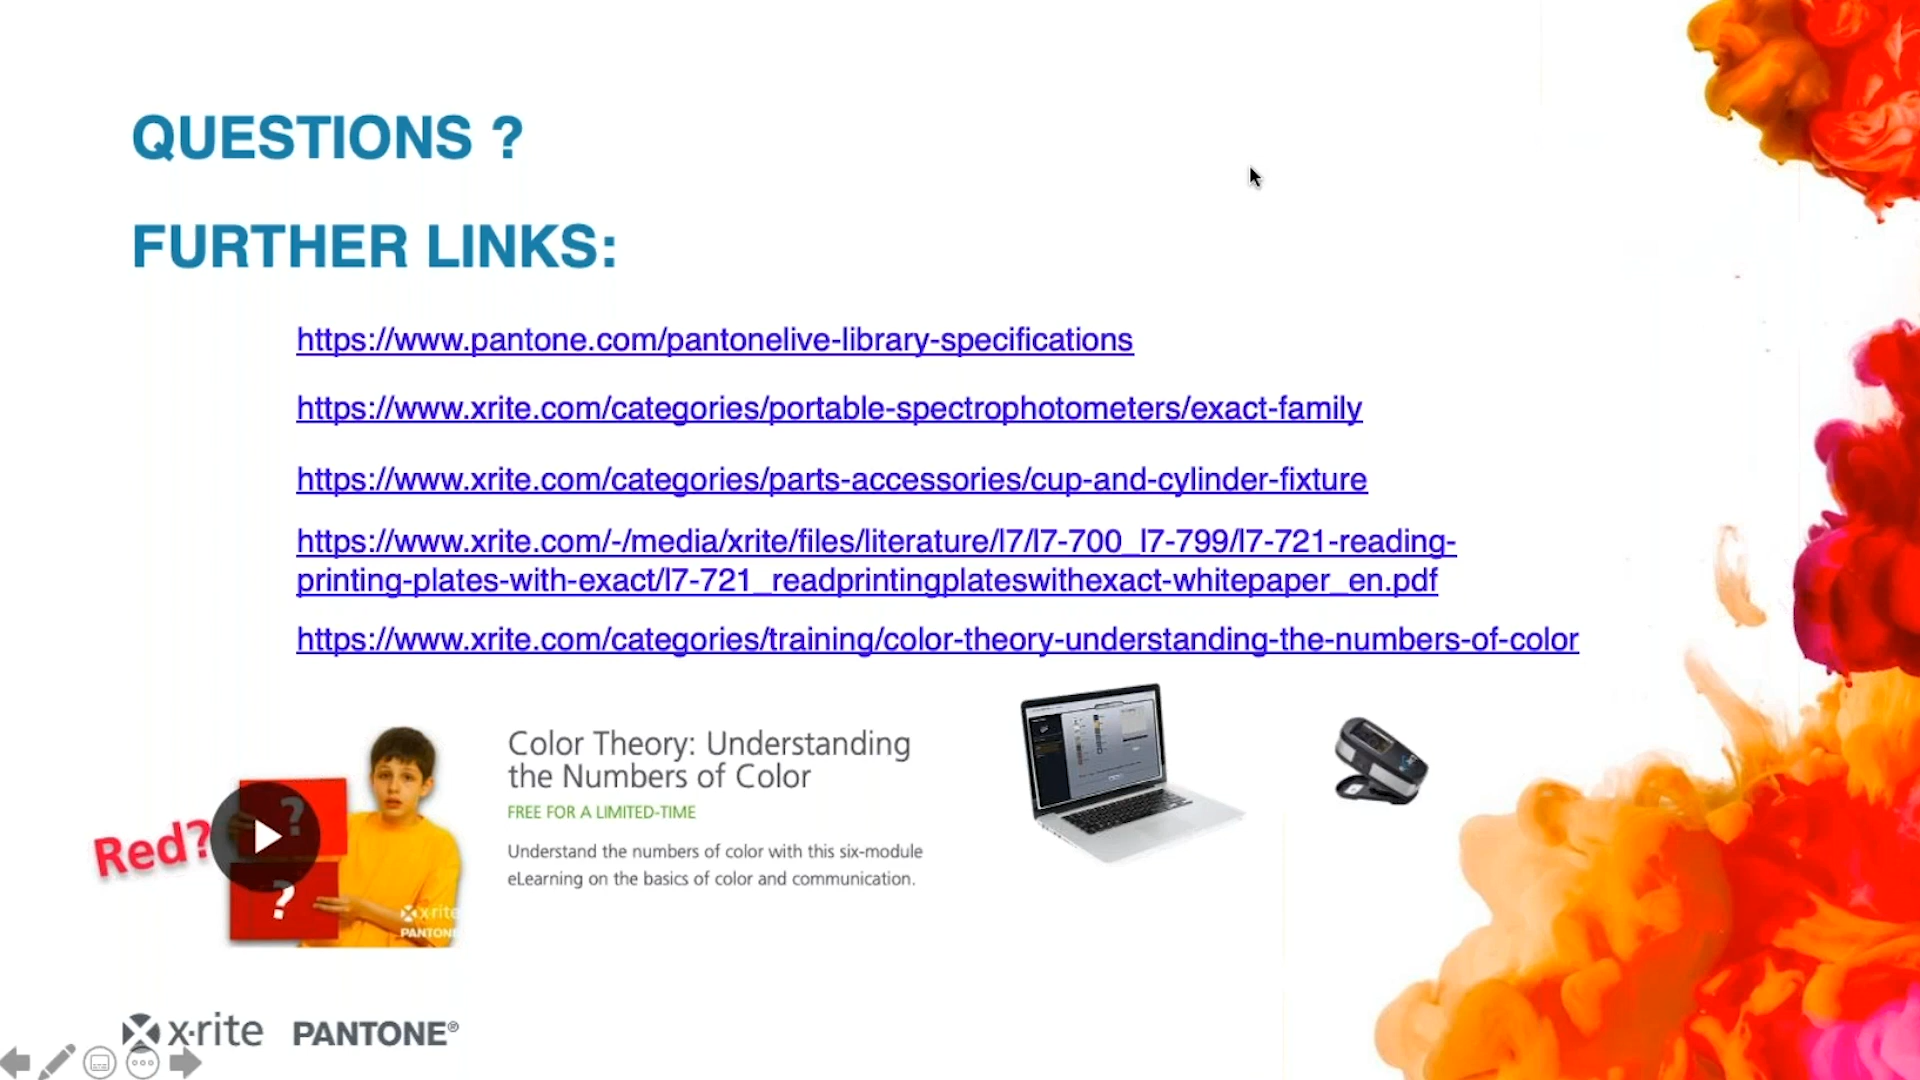 QUESTIONS ?
FURTHER LINKS:
https://www.pantone.com/pantonelive-library-specifications
https://www.xrite.com/categories/portable-spectrophotometers/exact-family
https://www.xrite.com/categories/parts-accessories/cup-and-cylinder-fixture
https://www.xrite.com/-/media/xrite/files/literature/l7/l7-700_l7-799/l7-721-reading-
printing-plates-with-exact/l7-721_readprintingplateswithexact-whitepaper_en.pdf
https://www.xrite.com/categories/training/color-theory-understanding-the-numbers-of-color
Red?
?
?
x·rite
PANTONE
Color Theory: Understanding
the Numbers of Color
FREE FOR A LIMITED-TIME
Understand the numbers of color with this six-module
eLearning on the basics of color and communication.
x·rite PANTONE®